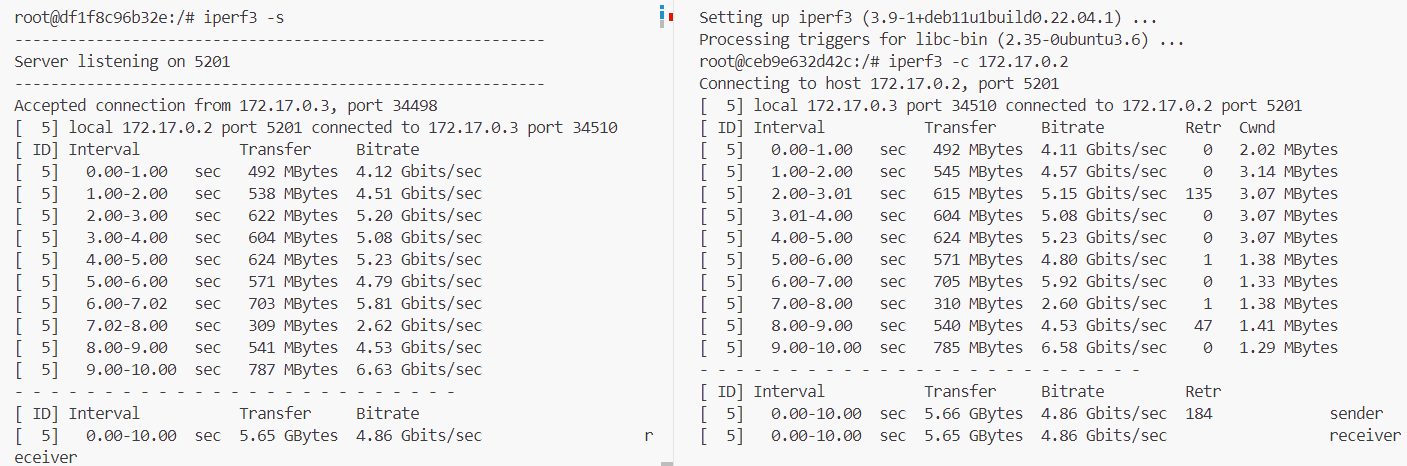 root@df1f8c96b32e:/# iperf3 -s
-----------------------------------------------------------
Server listening on 5201
-----------------------------------------------------------
Accepted connection from 172.17.0.3, port 34498
[  5] local 172.17.0.2 port 5201 connected to 172.17.0.3 port 34510
[ ID] Interval           Transfer     Bitrate
[  5]   0.00-1.00   sec   492 MBytes  4.12 Gbits/sec
[  5]   1.00-2.00   sec   538 MBytes  4.51 Gbits/sec
[  5]   2.00-3.00   sec   622 MBytes  5.20 Gbits/sec
[  5]   3.00-4.00   sec   604 MBytes  5.08 Gbits/sec
[  5]   4.00-5.00   sec   624 MBytes  5.23 Gbits/sec
[  5]   5.00-6.00   sec   571 MBytes  4.79 Gbits/sec
[  5]   6.00-7.02   sec   703 MBytes  5.81 Gbits/sec
[  5]   7.02-8.00   sec   309 MBytes  2.62 Gbits/sec
[  5]   8.00-9.00   sec   541 MBytes  4.53 Gbits/sec
[  5]   9.00-10.00  sec   787 MBytes  6.63 Gbits/sec
- - - - - - - - - - - - - - - - - - - - - - - - -
[ ID] Interval           Transfer     Bitrate
[  5]   0.00-10.00  sec  5.65 GBytes  4.86 Gbits/sec                  r
eceiver
Setting up iperf3 (3.9-1+deb11u1build0.22.04.1) ...
Processing triggers for libc-bin (2.35-0ubuntu3.6) ...
root@ceb9e632d42c:/# iperf3 -c 172.17.0.2
Connecting to host 172.17.0.2, port 5201
[  5] local 172.17.0.3 port 34510 connected to 172.17.0.2 port 5201
[ ID] Interval           Transfer     Bitrate         Retr  Cwnd
[  5]   0.00-1.00   sec   492 MBytes  4.11 Gbits/sec    0   2.02 MBytes
[  5]   1.00-2.00   sec   545 MBytes  4.57 Gbits/sec    0   3.14 MBytes
[  5]   2.00-3.01   sec   615 MBytes  5.15 Gbits/sec  135   3.07 MBytes
[  5]   3.01-4.00   sec   604 MBytes  5.08 Gbits/sec    0   3.07 MBytes
[  5]   4.00-5.00   sec   624 MBytes  5.23 Gbits/sec    0   3.07 MBytes
[  5]   5.00-6.00   sec   571 MBytes  4.80 Gbits/sec    1   1.38 MBytes
[  5]   6.00-7.00   sec   705 MBytes  5.92 Gbits/sec    0   1.33 MBytes
[  5]   7.00-8.00   sec   310 MBytes  2.60 Gbits/sec    1   1.38 MBytes
[  5]   8.00-9.00   sec   540 MBytes  4.53 Gbits/sec   47   1.41 MBytes
[  5]   9.00-10.00  sec   785 MBytes  6.58 Gbits/sec    0   1.29 MBytes
- - - - - - - - - - - - - - - - - - - - - - - - -
[ ID] Interval           Transfer     Bitrate         Retr
[  5]   0.00-10.00  sec  5.66 GBytes  4.86 Gbits/sec  184             sender
[  5]   0.00-10.00  sec  5.65 GBytes  4.86 Gbits/sec                  receiver